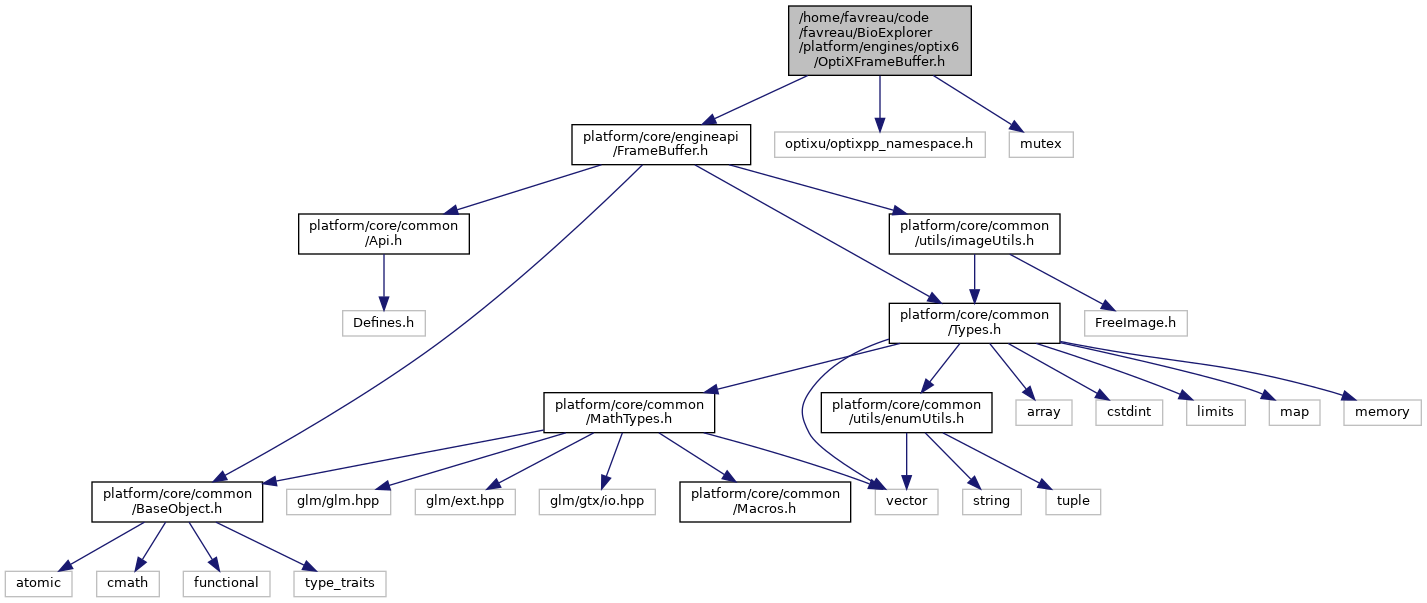 /home/favreau/code
/favreau/BioExplorer
/platform/engines/optix6
/OptiXFrameBuffer.h
platform/core/engineapi
/FrameBuffer.h
optixu/optixpp_namespace.h
mutex
platform/core/common
/Api.h
platform/core/common
/utils/imageUtils.h
Defines.h
platform/core/common
/Types.h
FreeImage.h
platform/core/common
/MathTypes.h
platform/core/common
/utils/enumUtils.h
array
cstdint
limits
map
memory
platform/core/common
/BaseObject.h
glm/glm.hpp
glm/ext.hpp
glm/gtx/io.hpp
platform/core/common
/Macros.h
vector
string
tuple
atomic
cmath
functional
type_traits